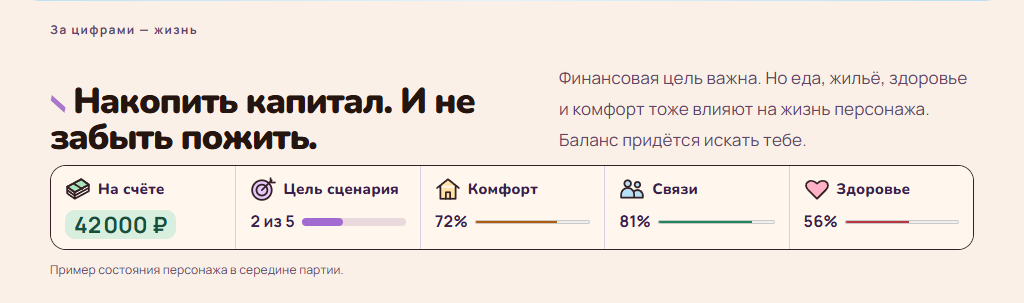 За цифрами — жизнь
Накопить капитал. И не
забыть пожить.
Финансовая цель важна. Но еда, жильё, здоровье
и комфорт тоже влияют на жизнь персонажа.
Баланс придётся искать тебе.
На счёте
42 000 ₽
Цель сценария
2 из 5
Комфорт
72%
Связи
81%
Здоровье
56%
Пример состояния персонажа в середине партии.